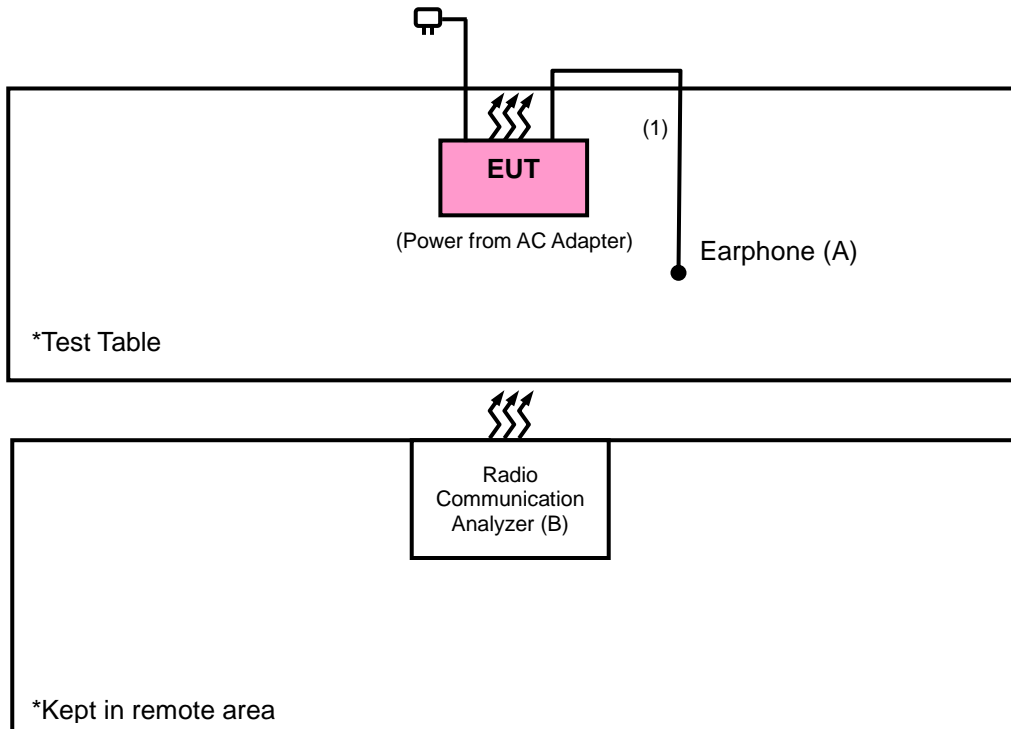 (1)
EUT
(Power from AC Adapter)
Earphone (A)
*Test Table
Radio
Communication
Analyzer (B)
*Kept in remote area